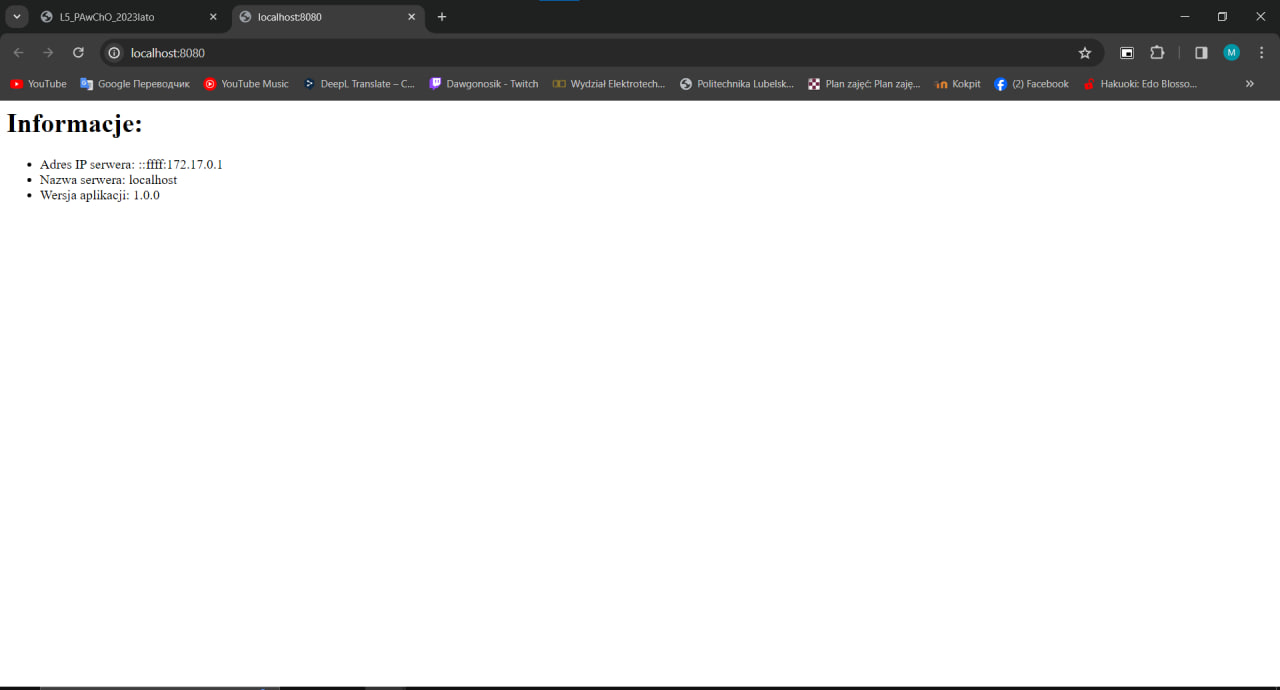 L5_PAwChO_2023lato
localhost:8080
localhost:8080
M
YouTube
Google Переводчик
YouTube Music
DeepL Translate – C...
Dawgonosik - Twitch
Wydział Elektrotech...
Politechnika Lubelsk...
Plan zajęć: Plan zaję...
Kokpit
(2) Facebook
Hakuoki: Edo Blosso...
Informacje:
Adres IP serwera: ::ffff:172.17.0.1
Nazwa serwera: localhost
Wersja aplikacji: 1.0.0